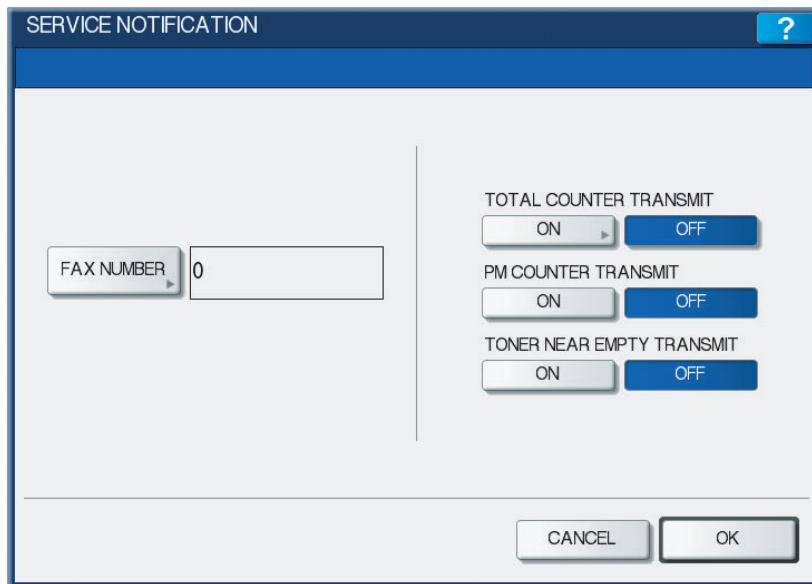 SERVICE NOTIFICATION
?
FAX NUMBER
0
TOTAL COUNTER TRANSMIT
ON OFF
PM COUNTER TRANSMIT
ON OFF
TONER NEAR EMPTY TRANSMIT
ON OFF
CANCEL OK